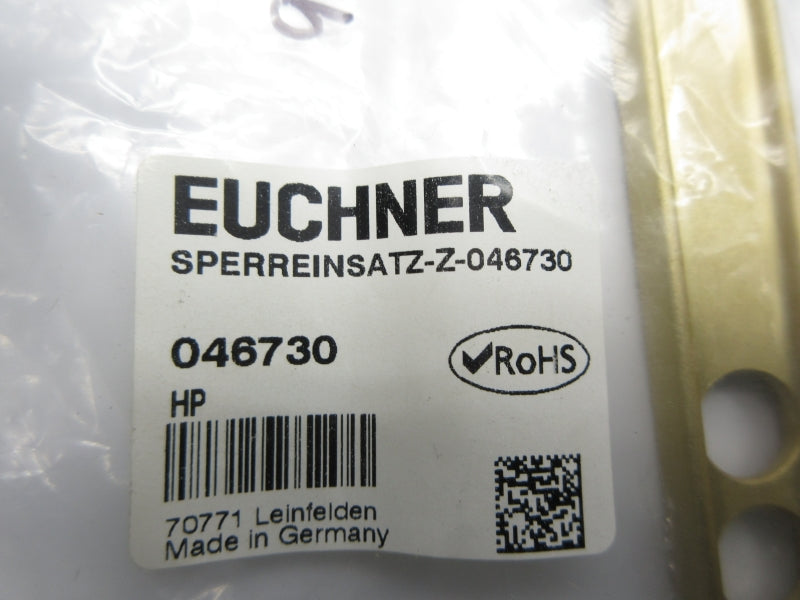 EUCHNER
SPERREINSATZ-Z-046730
046730
RoHS
HP
70771 Leinfelden
Made in Germany